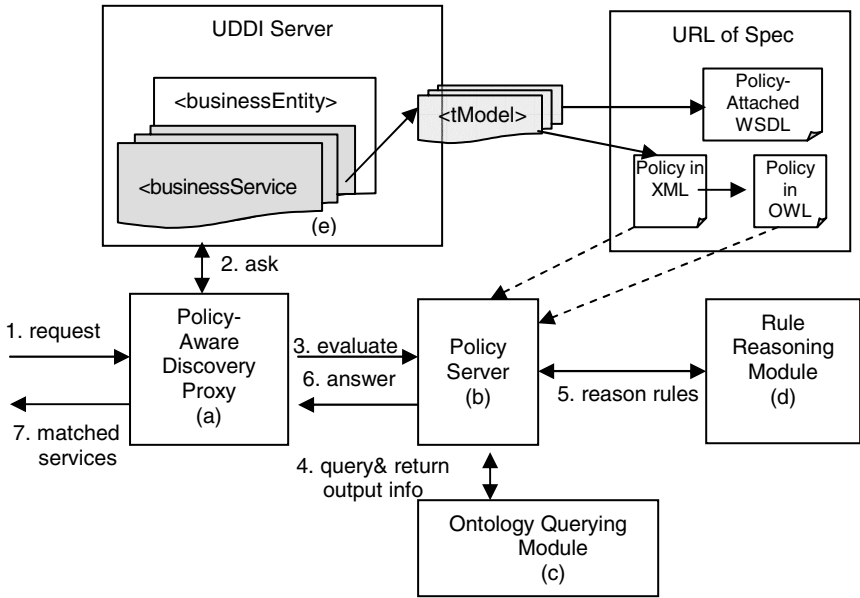 UDDI Server
<businessEntity>
<businessService
(e)
<tModel>
URL of Spec
Policy-
Attached
WSDL
Policy in
XML
Policy
in
OWL
2. ask
1. request
Policy-
Aware
Discovery
Proxy
(a)
7. matched
services
3. evaluate
6. answer
Policy
Server
(b)
5. reason rules
Rule
Reasoning
Module
(d)
4. query& return
output info
Ontology Querying
Module
(c)